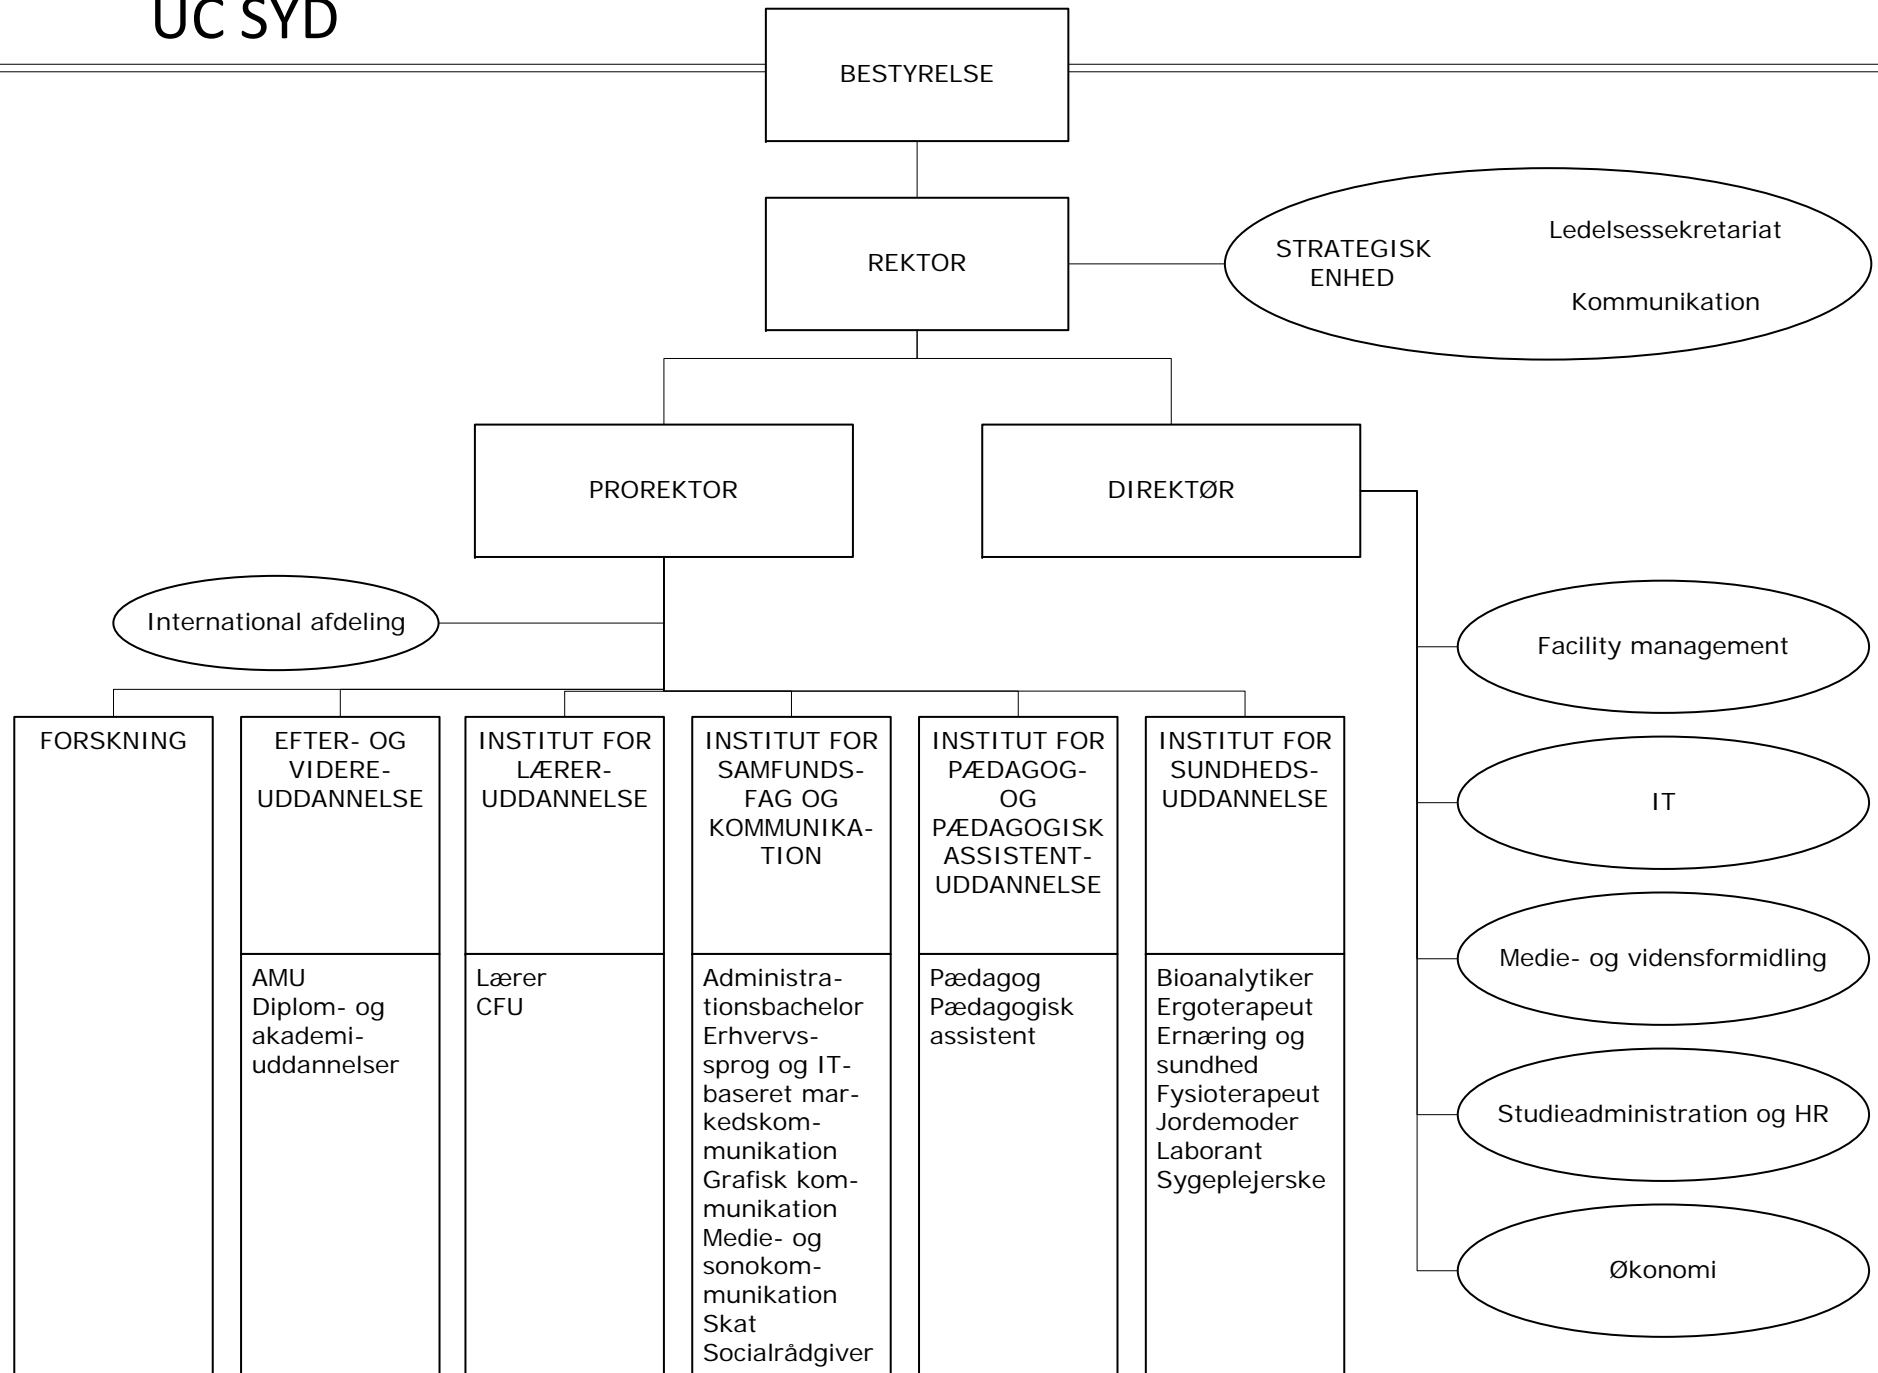 UC SYD
BESTYRELSE
REKTOR
STRATEGISK
ENHED
Ledelsessekretariat
Kommunikation
PROREKTOR
DIREKTØR
International afdeling
Facility management
IT
Medie- og vidensformidling
Studieadministration og HR
Økonomi
FORSKNING
EFTER- OG
VIDERE-
UDDANNELSE
AMU
Diplom- og
akademi-
uddannelser
INSTITUT FOR
LÆRER-
UDDANNELSE
Lærer
CFU
INSTITUT FOR
SAMFUNDS-
FAG OG
KOMMUNIKA-
TION
Administra-
tionsbachelor
Erhvervs-
sprog og IT-
baseret mar-
kedskom-
munikation
Grafisk kom-
munikation
Medie- og
sonokom-
munikation
Skat
Socialrådgiver
INSTITUT FOR
PÆDAGOG-
OG
PÆDAGOGISK
ASSISTENT-
UDDANNELSE
Pædagog
Pædagogisk
assistent
INSTITUT FOR
SUNDHEDS-
UDDANNELSE
Bioanalytiker
Ergoterapeut
Ernæring og
sundhed
Fysioterapeut
Jordemoder
Laborant
Sygeplejerske